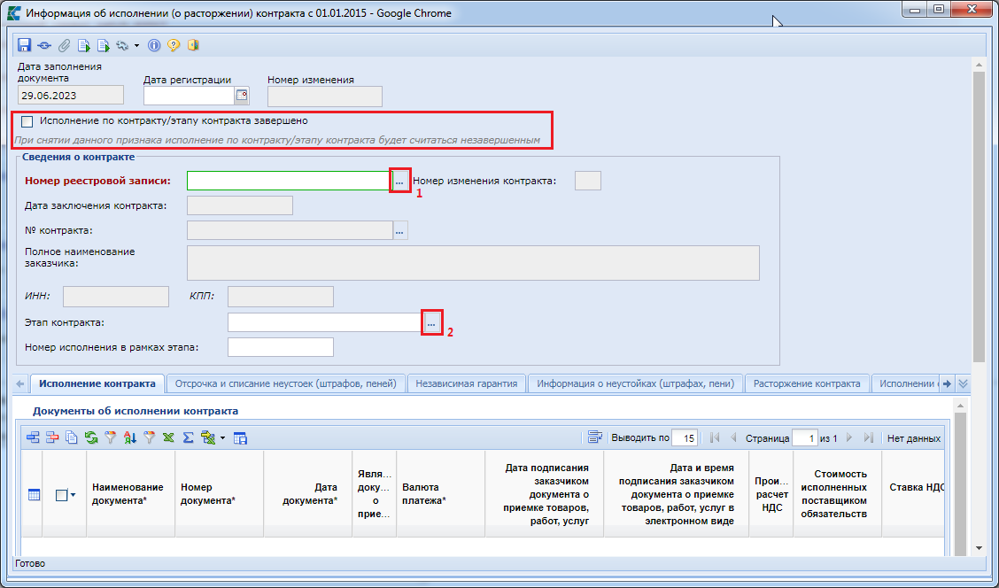 Информация об исполнении (о расторжении) контракта с 01.01.2015 - Google Chrome
Дата заполнения
документа
Дата регистрации
Номер изменения
29.06.2023
Исполнение по контракту/этапу контракта завершено
При снятии данного признака исполнение по контракту/этапу контракта будет считаться незавершенным
Сведения о контракте
Номер реестровой записи:
...
1
Номер изменения контракта:
Дата заключения контракта:
№ контракта:
...
Полное наименование
заказчика:
ИНН:
КПП:
Этап контракта:
...
2
Номер исполнения в рамках этапа:
Исполнение контракта
Отсрочка и списание неустоек (штрафов, пеней)
Независимая гарантия
Информация о неустойках (штрафах, пени)
Расторжение контракта
Исполнении
Документы об исполнении контракта
Выводить по 15
Страница 1 из 1
Нет данных
Наименование
документа*
Номер
документа*
Дата
документа*
Явля...
доку...
о
прие...
Валюта
платежа*
Дата подписания
заказчиком
документа о
приемке товаров,
работ, услуг
Дата и время
подписания заказчиком
документа о приемке
товаров, работ, услуг в
электронном виде
Прои...
расчет
НДС
Стоимость
исполненных
поставщиком
обязательств
Ставка НДС
Готово